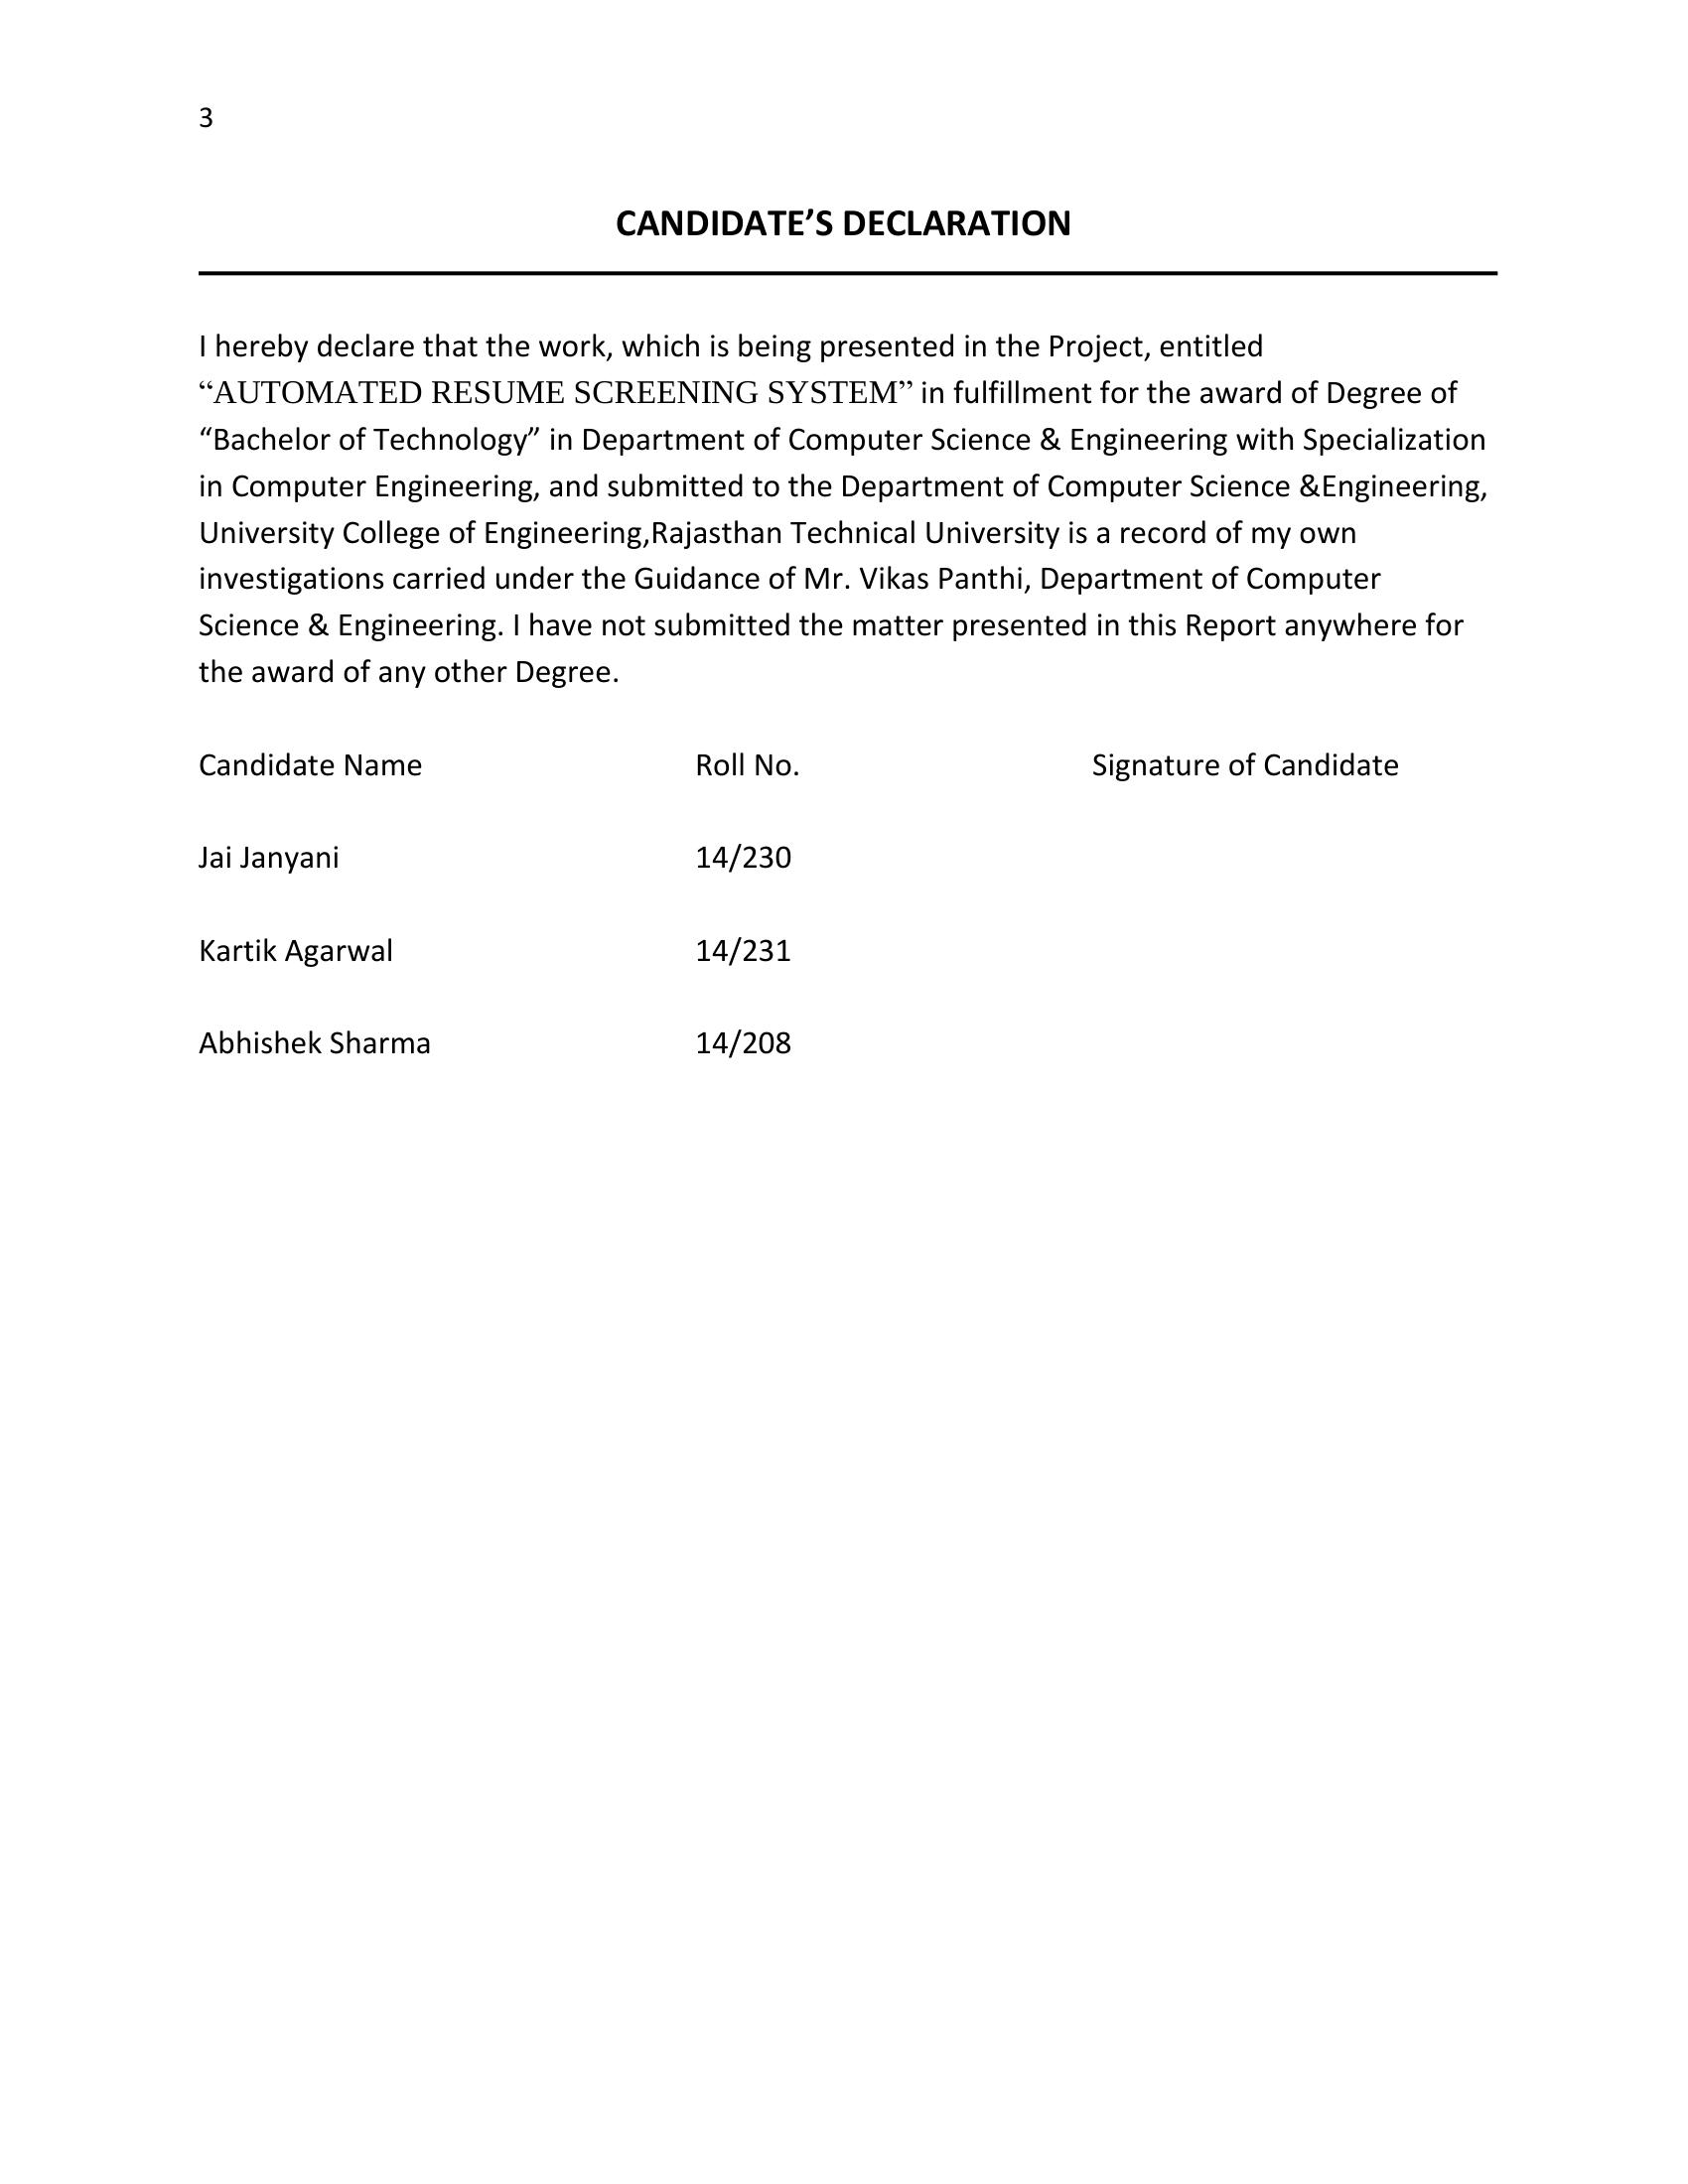 3
CANDIDATE’S DECLARATION
I hereby declare that the work, which is being presented in the Project, entitled
“AUTOMATED RESUME SCREENING SYSTEM” in fulfillment for the award of Degree of
“Bachelor of Technology” in Department of Computer Science & Engineering with Specialization
in Computer Engineering, and submitted to the Department of Computer Science &Engineering,
University College of Engineering,Rajasthan Technical University is a record of my own
investigations carried under the Guidance of Mr. Vikas Panthi, Department of Computer
Science & Engineering. I have not submitted the matter presented in this Report anywhere for
the award of any other Degree.
Candidate Name Roll No. Signature of Candidate
Jai Janyani 14/230
Kartik Agarwal 14/231
Abhishek Sharma 14/208